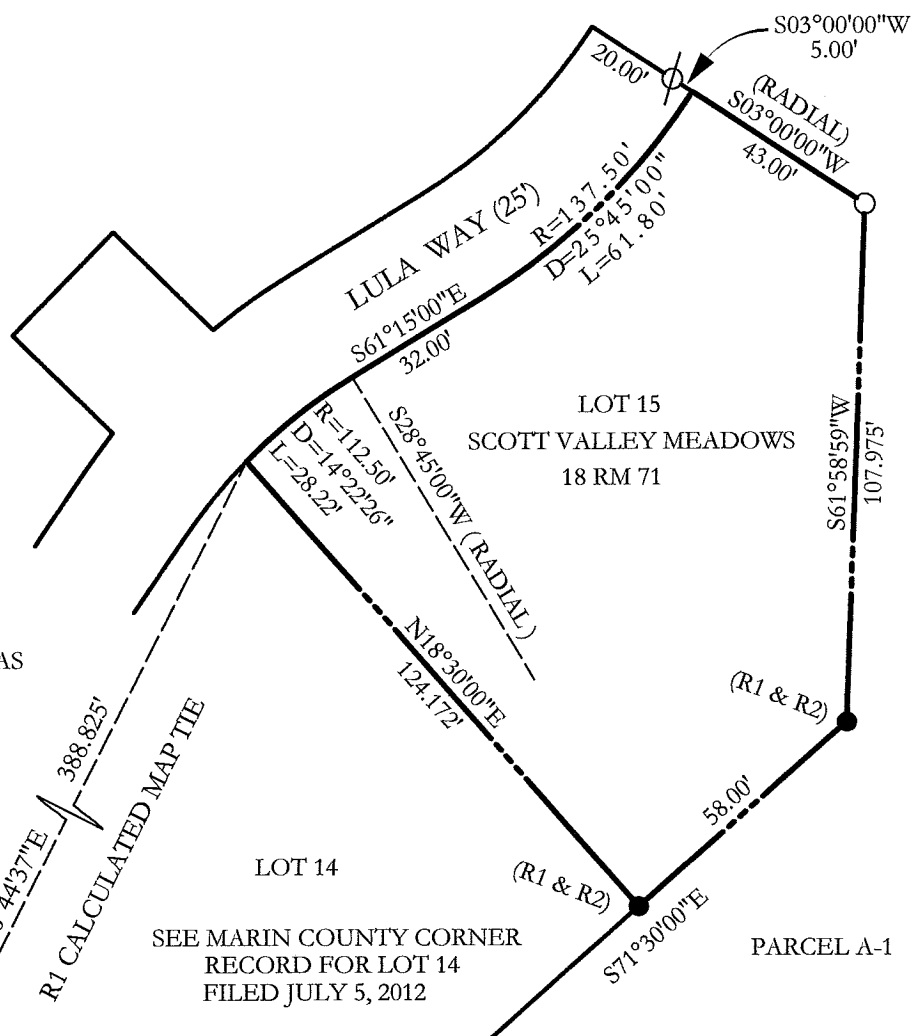 S03°00'00"W
5.00'
20.00'
(RADIAL)
S03°00'00"W
43.00'
R=137.50'
D=25°45'00"
L=61.80'
LULA WAY (25')
S61°15'00"E
32.00'
R=112.50'
D=14°22'26"
L=28.22'
S28°45'00"W (RADIAL)
LOT 15
SCOTT VALLEY MEADOWS
18 RM 71
S61°58'59"W
107.975'
N18°30'00"E
124.172'
(R1 & R2)
58.00'
(R1 & R2)
S71°30'00"E
PARCEL A-1
AS
388.825'
44'37"E
R1 CALCULATED MAP TIE
LOT 14
SEE MARIN COUNTY CORNER
RECORD FOR LOT 14
FILED JULY 5, 2012